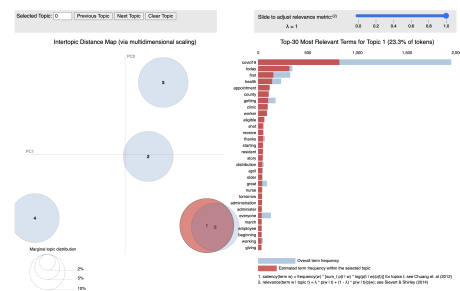 Selected Topic: 0 Previous Topic Next Topic Clear Topic
Slide to adjust relevance metric:(2)
λ = 1
0.0 0.2 0.4 0.6 0.8 1.0
Intertopic Distance Map (via multidimensional scaling)
PC2
PC1
3
2
4
1
Marginal topic distribution
2%
5%
10%
Top-30 Most Relevant Terms for Topic 1 (23.3% of tokens)
0 500 1,000 1,500 2,000
covid19
today
first
health
appointment
county
getting
clinic
worker
eligible
shot
receive
thanks
starting
resident
story
distribution
april
older
great
nurse
tomorrow
administration
administer
everyone
march
employee
beginning
working
giving
Overall term frequency
Estimated term frequency within the selected topic
1. saliency(term w) = frequency(w) * [sum_t p(t | w) * log(p(t | w)/p(t))] for topics t; see Chuang et. al (2012)
2. relevance(term w | topic t) = λ * p(w | t) + (1 - λ) * p(w | t)/p(w); see Sievert & Shirley (2014)